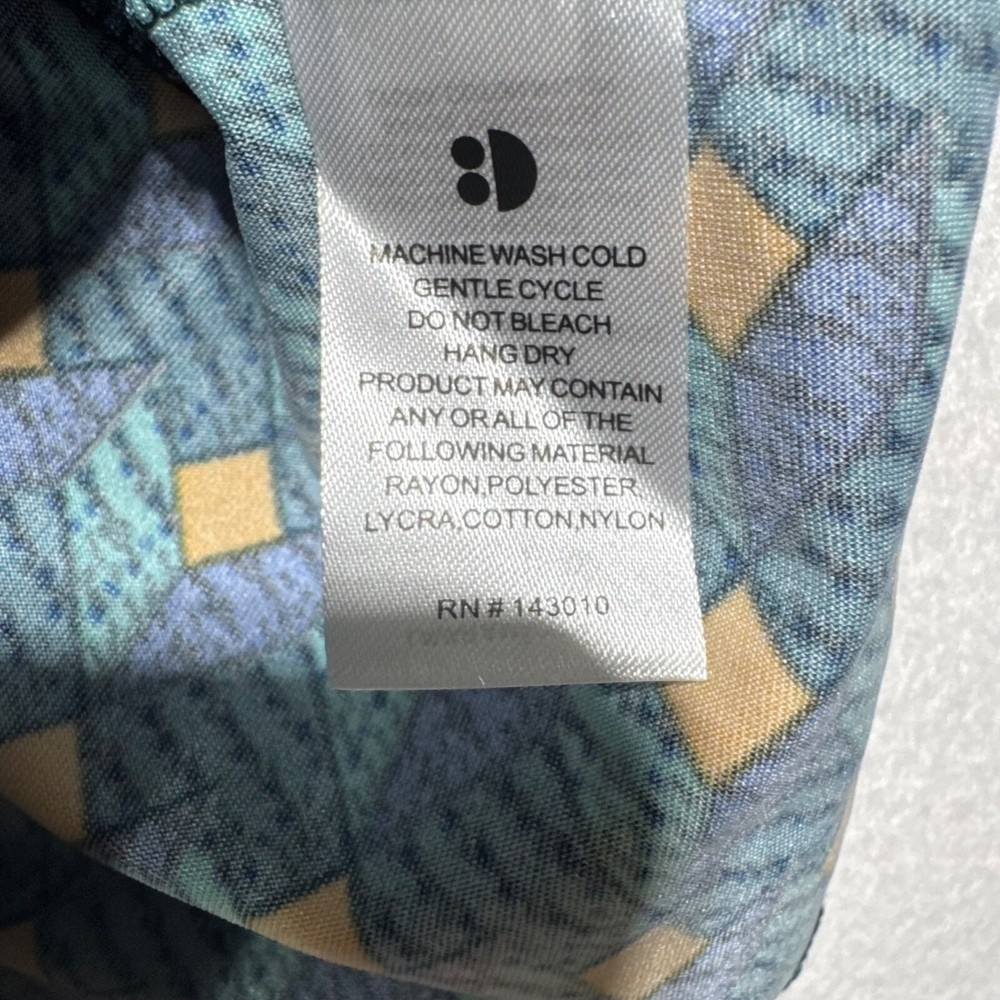 MACHINE WASH COLD
GENTLE CYCLE
DO NOT BLEACH
HANG DRY
PRODUCT MAY CONTAIN
ANY OR ALL OF THE
FOLLOWING MATERIAL
RAYON,POLYESTER,
LYCRA,COTTON,NYLON
RN # 143010